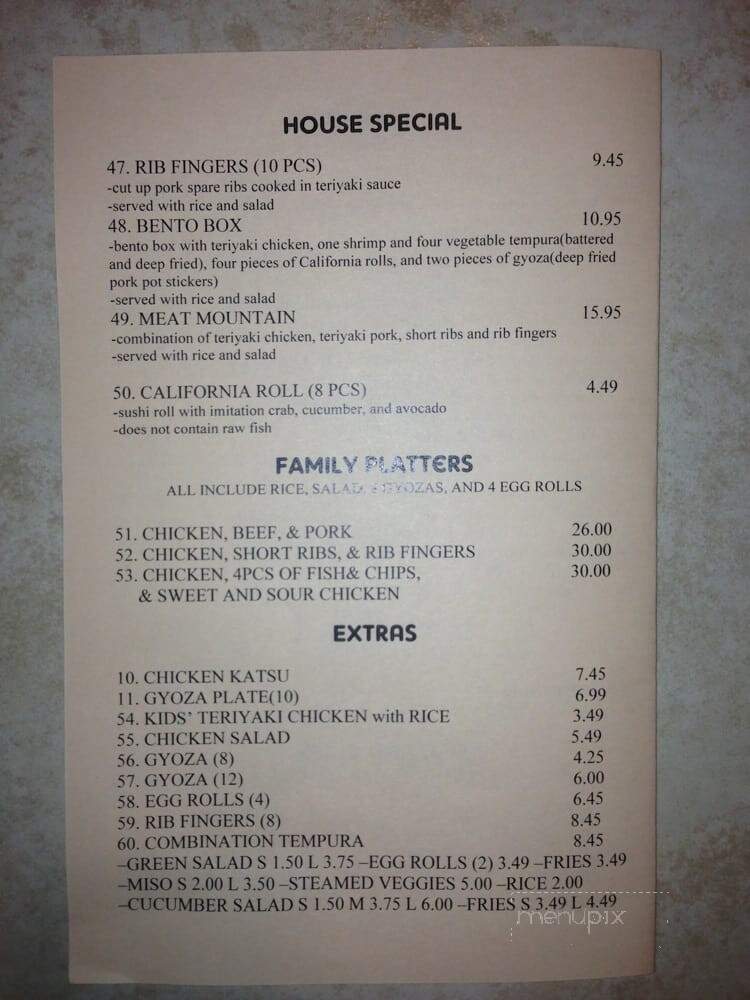 HOUSE SPECIAL
47. RIB FINGERS (10 PCS) 9.45
-cut up pork spare ribs cooked in teriyaki sauce
-served with rice and salad
48. BENTO BOX 10.95
-bento box with teriyaki chicken, one shrimp and four vegetable tempura(battered
and deep fried), four pieces of California rolls, and two pieces of gyoza(deep fried
pork pot stickers)
-served with rice and salad
49. MEAT MOUNTAIN 15.95
-combination of teriyaki chicken, teriyaki pork, short ribs and rib fingers
-served with rice and salad
50. CALIFORNIA ROLL (8 PCS) 4.49
-sushi roll with imitation crab, cucumber, and avocado
-does not contain raw fish
FAMILY PLATTERS
ALL INCLUDE RICE, SALAD, GYOZAS, AND 4 EGG ROLLS
51. CHICKEN, BEEF, & PORK 26.00
52. CHICKEN, SHORT RIBS, & RIB FINGERS 30.00
53. CHICKEN, 4PCS OF FISH& CHIPS, 30.00
& SWEET AND SOUR CHICKEN
EXTRAS
10. CHICKEN KATSU 7.45
11. GYOZA PLATE(10) 6.99
54. KIDS' TERIYAKI CHICKEN with RICE 3.49
55. CHICKEN SALAD 5.49
56. GYOZA (8) 4.25
57. GYOZA (12) 6.00
58. EGG ROLLS (4) 6.45
59. RIB FINGERS (8) 8.45
60. COMBINATION TEMPURA 8.45
–GREEN SALAD S 1.50 L 3.75 –EGG ROLLS (2) 3.49 –FRIES 3.49
–MISO S 2.00 L 3.50 –STEAMED VEGGIES 5.00 –RICE 2.00
–CUCUMBER SALAD S 1.50 M 3.75 L 6.00 –FRIES S 3.49 L 4.49
menupix